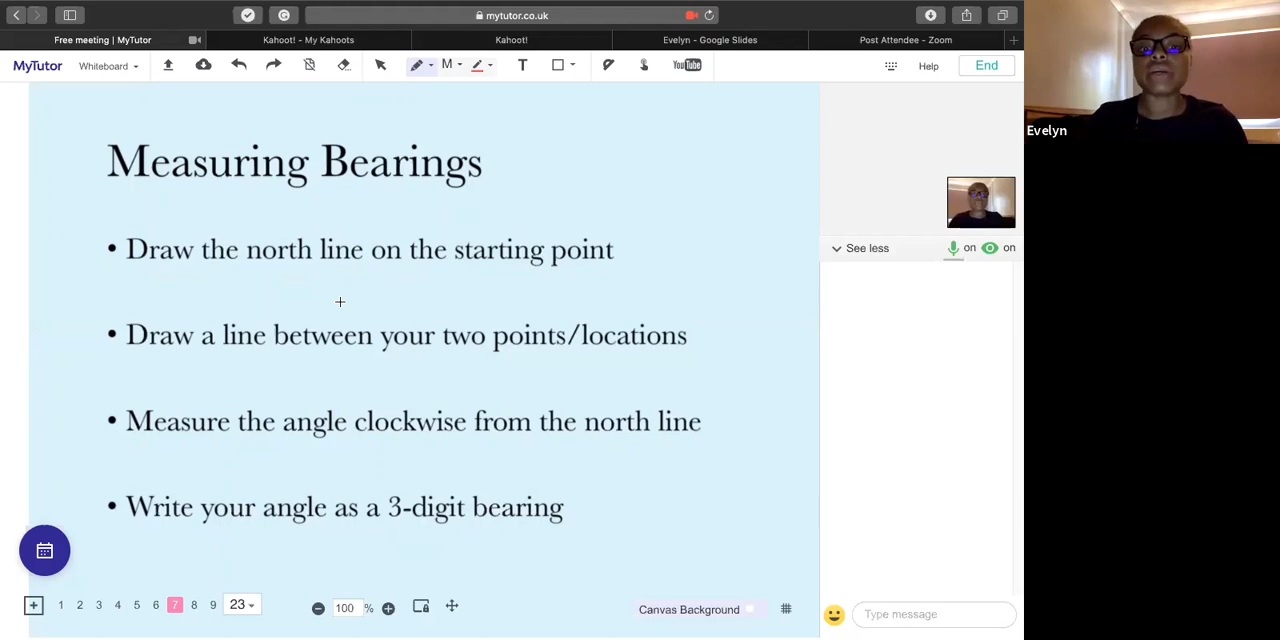 mytutor.co.uk
Free meeting | MyTutor
Kahoot! - My Kahoots
Kahoot!
Evelyn - Google Slides
Post Attendee - Zoom
MyTutor
Whiteboard
M
T
YouTube
Help
End
Evelyn
Measuring Bearings
• Draw the north line on the starting point
• Draw a line between your two points/locations
• Measure the angle clockwise from the north line
• Write your angle as a 3-digit bearing
See less
on
on
1 2 3 4 5 6 7 8 9 23
100 %
Canvas Background
Type message